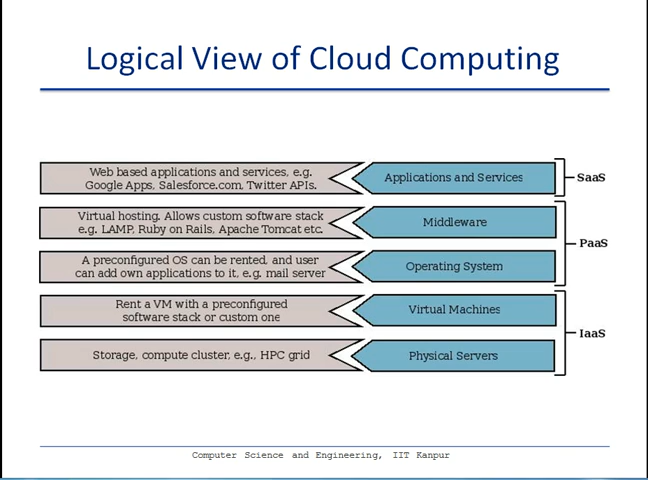 Logical View of Cloud Computing
Web based applications and services, e.g.
Google Apps, Salesforce.com, Twitter APIs.
Applications and Services
SaaS
Virtual hosting. Allows custom software stack
e.g. LAMP, Ruby on Rails, Apache Tomcat etc.
Middleware
PaaS
A preconfigured OS can be rented, and user
can add own applications to it, e.g. mail server
Operating System
Rent a VM with a preconfigured
software stack or custom one
Virtual Machines
IaaS
Storage, compute cluster, e.g., HPC grid
Physical Servers
Computer Science and Engineering, IIT Kanpur